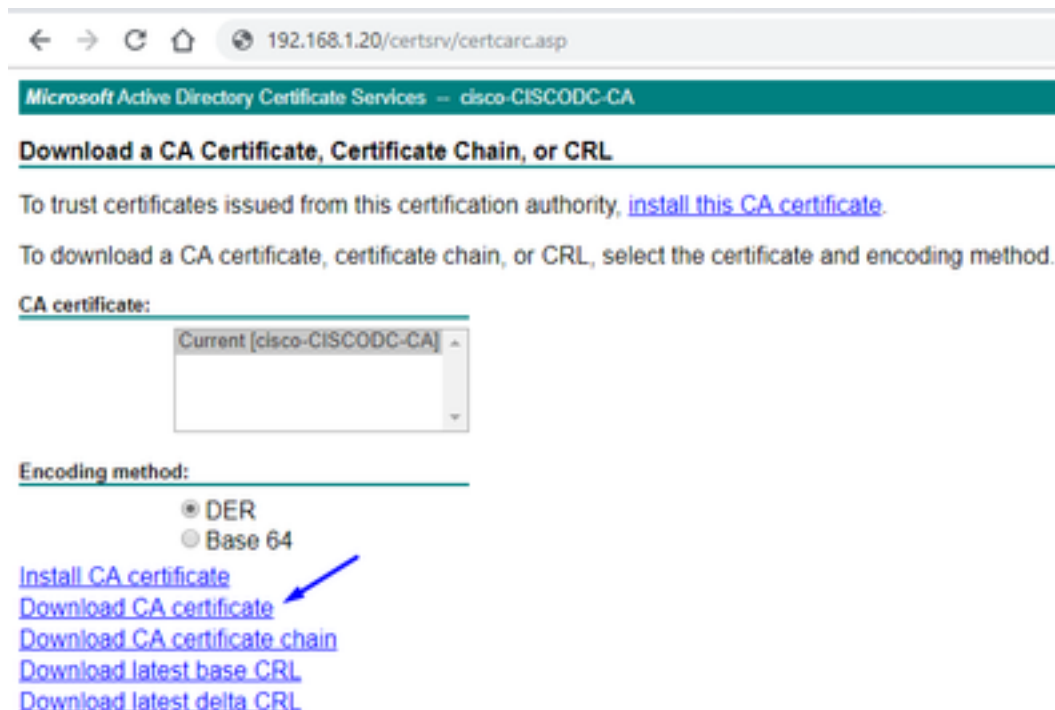 192.168.1.20/certsrv/certcarc.asp
Microsoft Active Directory Certificate Services -- cisco-CISCODC-CA
Download a CA Certificate, Certificate Chain, or CRL
To trust certificates issued from this certification authority, install this CA certificate.
To download a CA certificate, certificate chain, or CRL, select the certificate and encoding method.
CA certificate:
Current [cisco-CISCODC-CA]
Encoding method:
DER
Base 64
Install CA certificate
Download CA certificate
Download CA certificate chain
Download latest base CRL
Download latest delta CRL